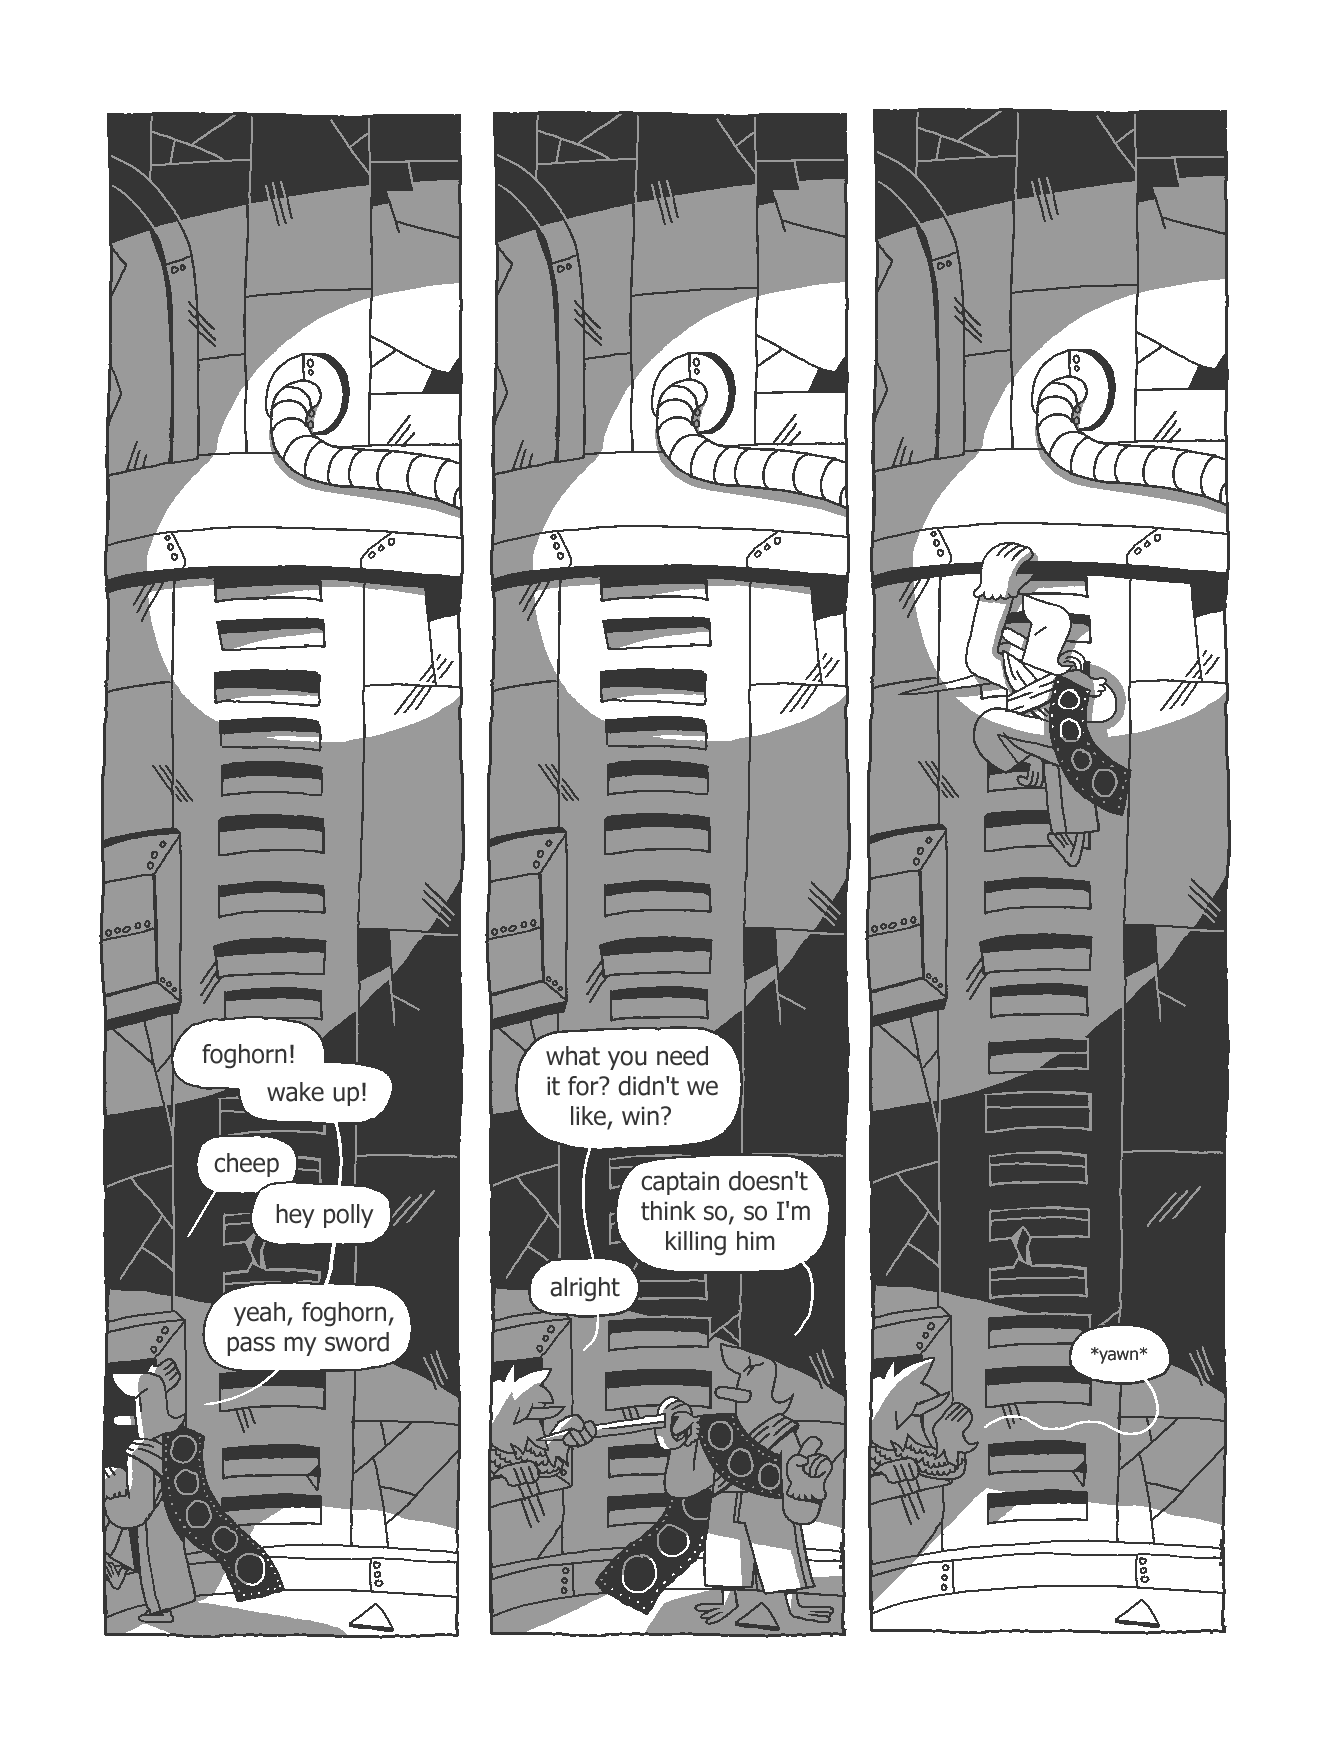 foghorn!
wake up!
cheep
hey polly
yeah, foghorn,
pass my sword
what you need
it for? didn't we
like, win?
captain doesn't
think so, so I'm
killing him
alright
*yawn*